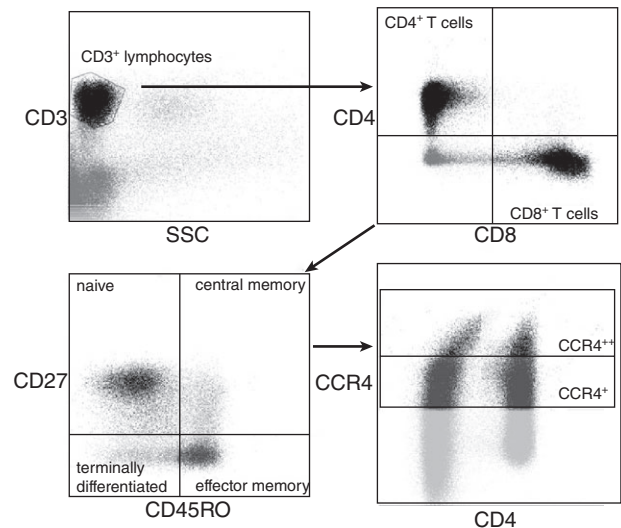 CD3⁺ lymphocytes
CD3
SSC
CD4⁺ T cells
CD4
CD8⁺ T cells
CD8
naive
central memory
CD27
terminally
differentiated
effector memory
CD45RO
CCR4⁺⁺
CCR4
CCR4⁺
CD4